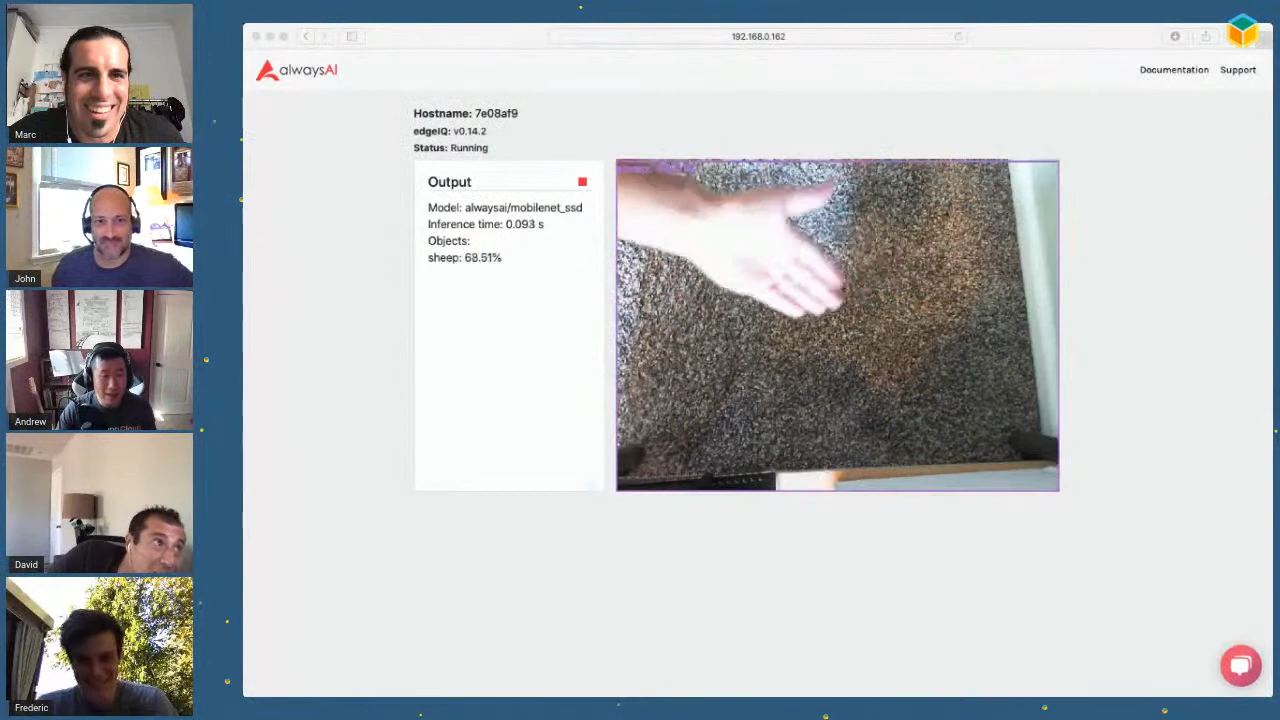 Marc
John
Andrew
David
Frederic
192.168.0.162
alwaysAI
Documentation
Support
Hostname: 7e08af9
edgeIQ: v0.14.2
Status: Running
Output
Model: alwaysai/mobilenet_ssd
Inference time: 0.093 s
Objects:
sheep: 68.51%